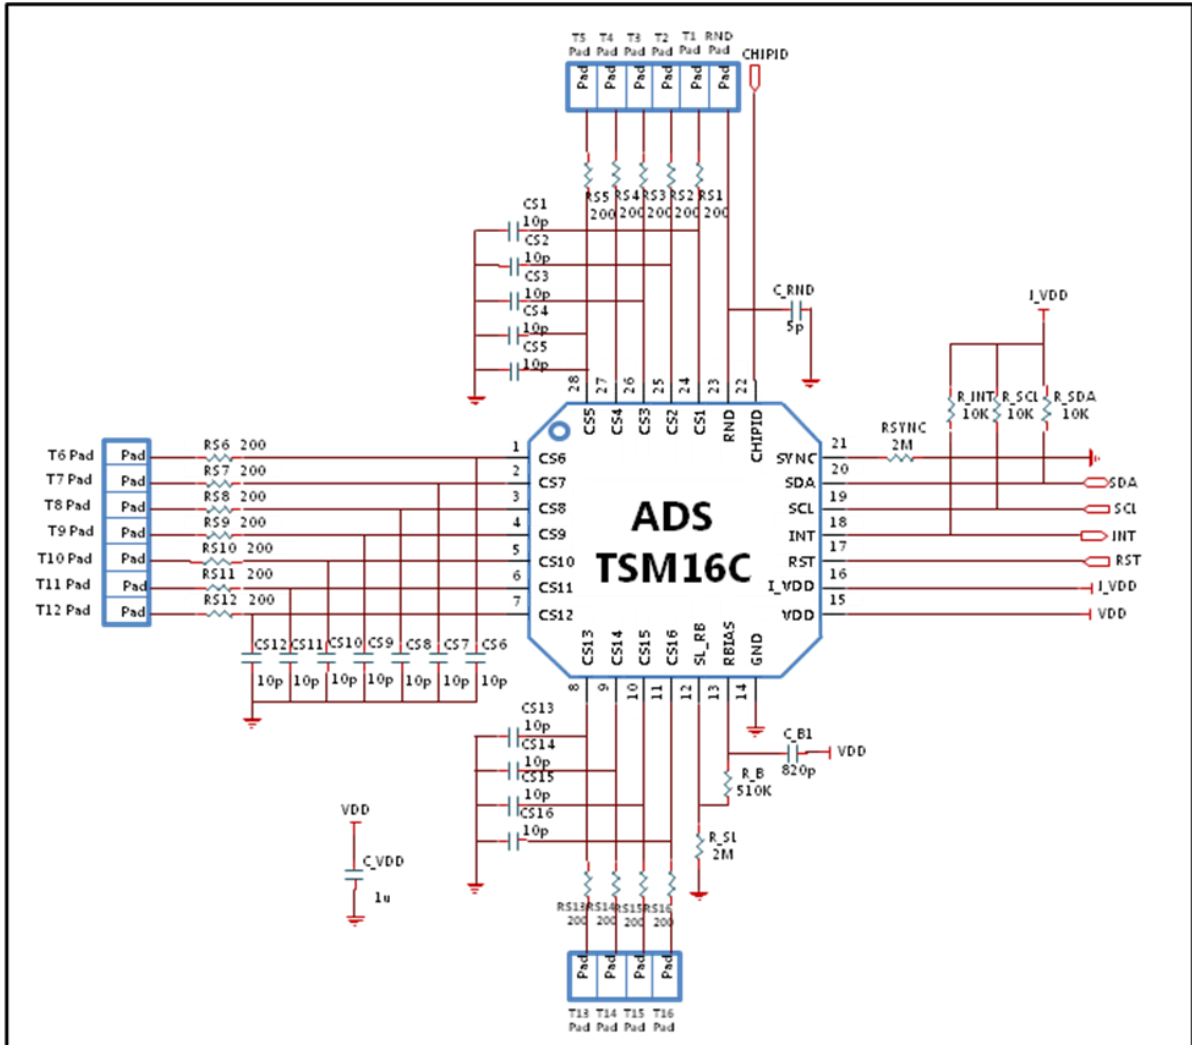 T5 T4 T3 T2 T1 RND
Pad Pad Pad Pad Pad Pad
CHIPID
Pad Pad Pad Pad Pad Pad
RS5 RS4 RS3 RS2 RS1
200 200 200 200 200
CS1
10p
CS2
10p
CS3
10p
CS4
10p
CS5
10p
C_RND
5p
I_VDD
R_INT R_SCL R_SDA
10K 10K 10K
28 27 26 25 24 23 22
CS5 CS4 CS3 CS2 CS1 RND CHIPID
T6 Pad Pad RS6 200 1 CS6
T7 Pad Pad RS7 200 2 CS7
T8 Pad Pad RS8 200 3 CS8
T9 Pad Pad RS9 200 4 CS9
T10 Pad Pad RS10 200 5 CS10
T11 Pad Pad RS11 200 6 CS11
T12 Pad Pad RS12 200 7 CS12
ADS
TSM16C
RSYNC
2M
SYNC 21
SDA 20 SDA
SCL 19 SCL
INT 18 INT
RST 17 RST
I_VDD 16 I_VDD
VDD 15 VDD
CS12 CS11 CS10 CS9 CS8 CS7 CS6
10p 10p 10p 10p 10p 10p 10p
CS13 CS14 CS15 CS16 SL_RB RBIAS GND
8 9 10 11 12 13 14
CS13
10p
CS14
10p
CS15
10p
CS16
10p
C_B1
820p
VDD
R_B
510K
R_SL
2M
VDD
C_VDD
1u
RS13 RS14 RS15 RS16
200 200 200 200
Pad Pad Pad Pad
T13 T14 T15 T16
Pad Pad Pad Pad